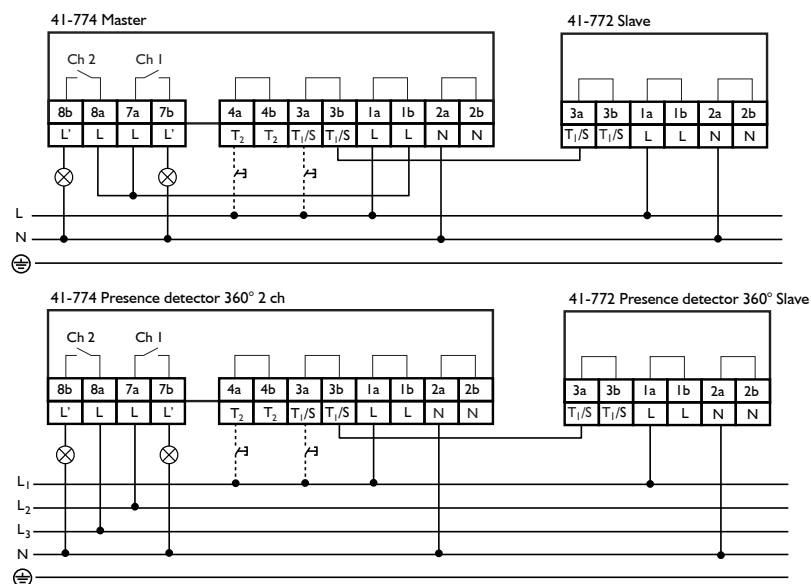 41-774 Master
41-772 Slave
Ch 2 Ch 1
8b 8a 7a 7b 4a 4b 3a 3b 1a 1b 2a 2b
L' L L L' T₂ T₂ T₁/S T₁/S L L N N
3a 3b 1a 1b 2a 2b
T₁/S T₁/S L L N N
L
N
41-774 Presence detector 360° 2 ch
41-772 Presence detector 360° Slave
Ch 2 Ch 1
8b 8a 7a 7b 4a 4b 3a 3b 1a 1b 2a 2b
L' L L L' T₂ T₂ T₁/S T₁/S L L N N
3a 3b 1a 1b 2a 2b
T₁/S T₁/S L L N N
L₁
L₂
L₃
N